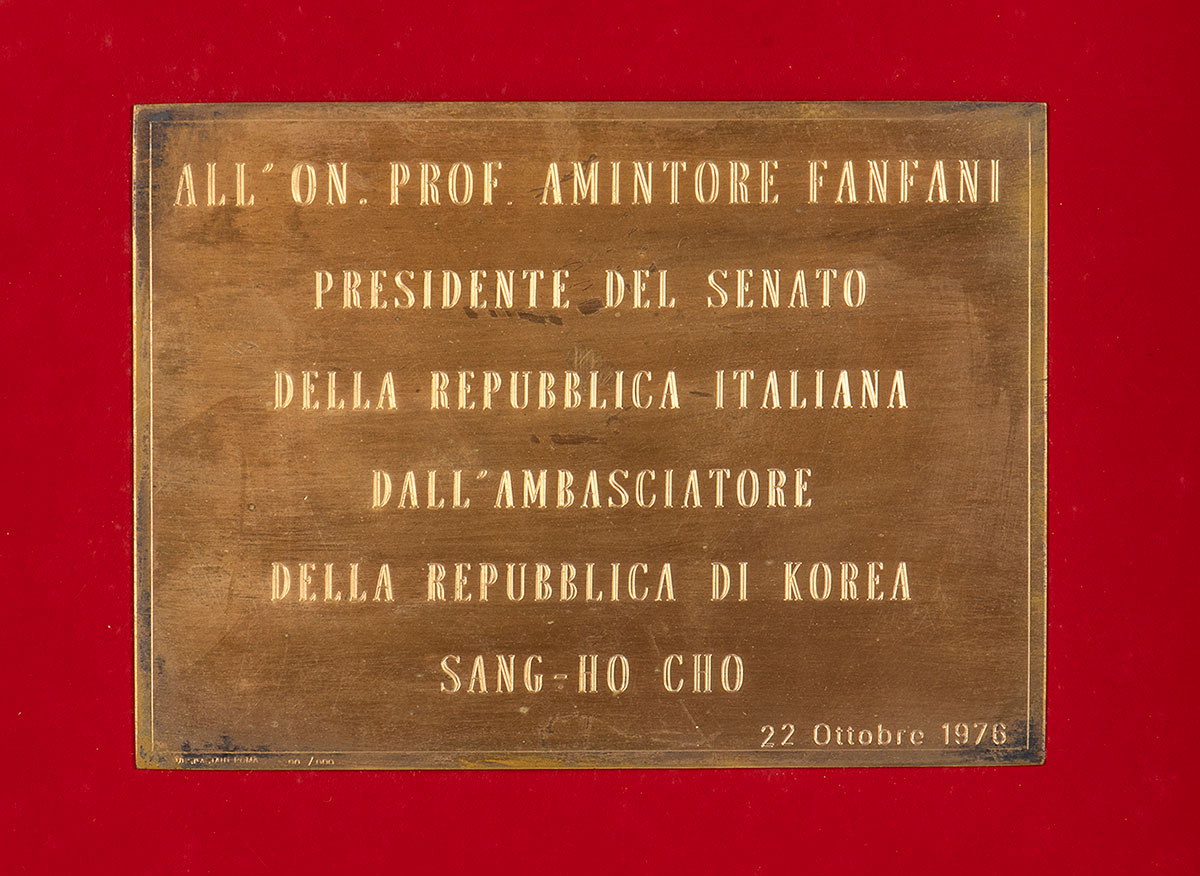 ALL'ON. PROF. AMINTORE FANFANI
PRESIDENTE DEL SENATO
DELLA REPUBBLICA ITALIANA
DALL'AMBASCIATORE
DELLA REPUBBLICA DI KOREA
SANG-HO CHO
22 Ottobre 1976